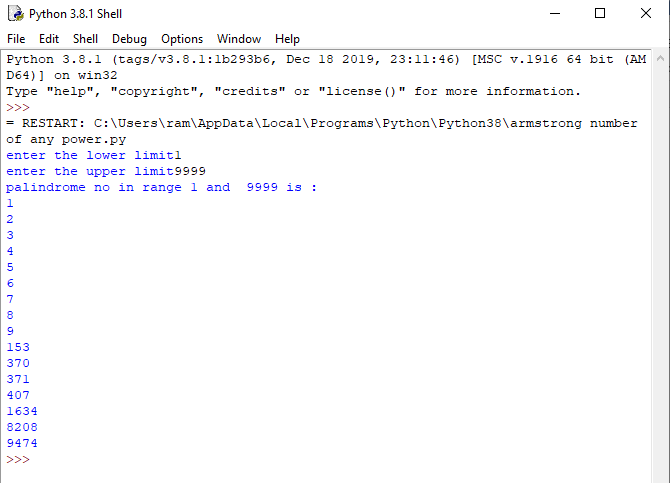 Python 3.8.1 Shell
File Edit Shell Debug Options Window Help
Python 3.8.1 (tags/v3.8.1:1b293b6, Dec 18 2019, 23:11:46) [MSC v.1916 64 bit (AM
D64)] on win32
Type "help", "copyright", "credits" or "license()" for more information.
>>>
= RESTART: C:\Users\ram\AppData\Local\Programs\Python\Python38\armstrong number
of any power.py
enter the lower limit1
enter the upper limit9999
palindrome no in range 1 and  9999 is :
1
2
3
4
5
6
7
8
9
153
370
371
407
1634
8208
9474
>>>